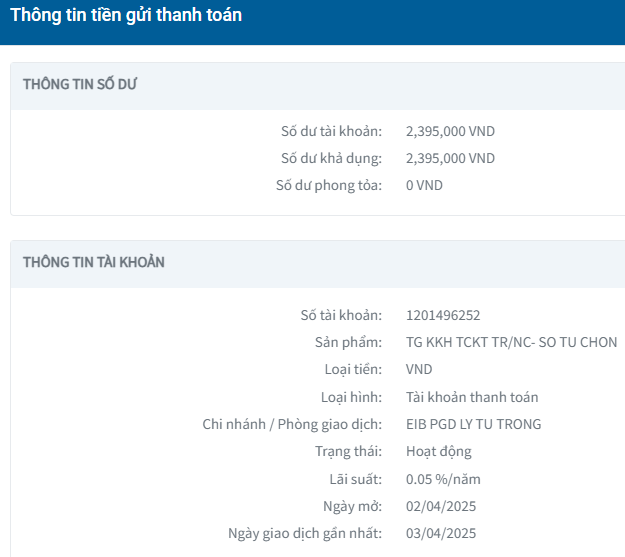 Thông tin tiền gửi thanh toán
THÔNG TIN SỐ DƯ
Số dư tài khoản: 2,395,000 VND
Số dư khả dụng: 2,395,000 VND
Số dư phong tỏa: 0 VND
THÔNG TIN TÀI KHOẢN
Số tài khoản: 1201496252
Sản phẩm: TG KKH TCKT TR/NC- SO TU CHON
Loại tiền: VND
Loại hình: Tài khoản thanh toán
Chi nhánh / Phòng giao dịch: EIB PGD LY TU TRONG
Trạng thái: Hoạt động
Lãi suất: 0.05 %/năm
Ngày mở: 02/04/2025
Ngày giao dịch gần nhất: 03/04/2025